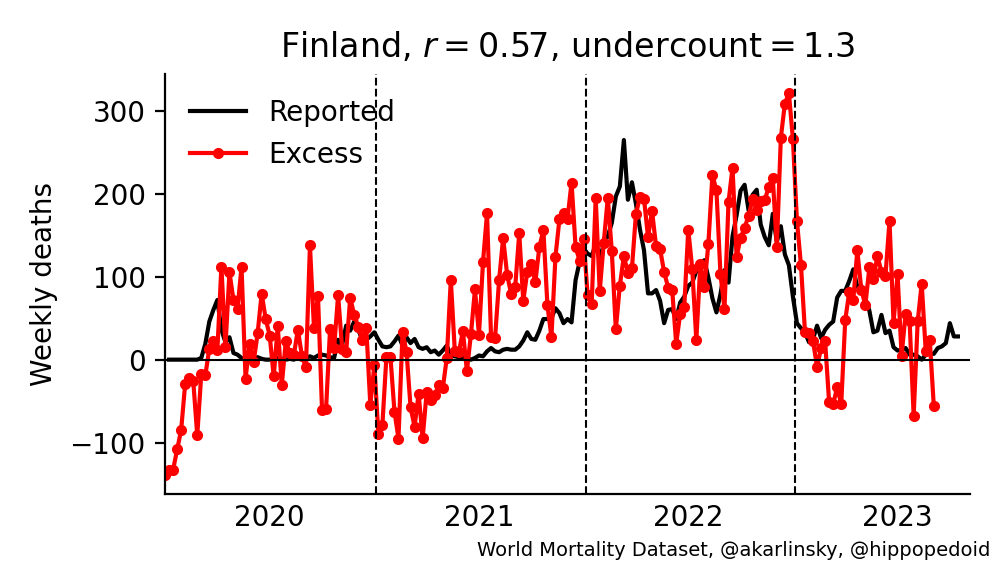 Finland, r = 0.57, undercount = 1.3
Reported
Excess
Weekly deaths
300
200
100
0
−100
2020 2021 2022 2023
World Mortality Dataset, @akarlinsky, @hippopedoid